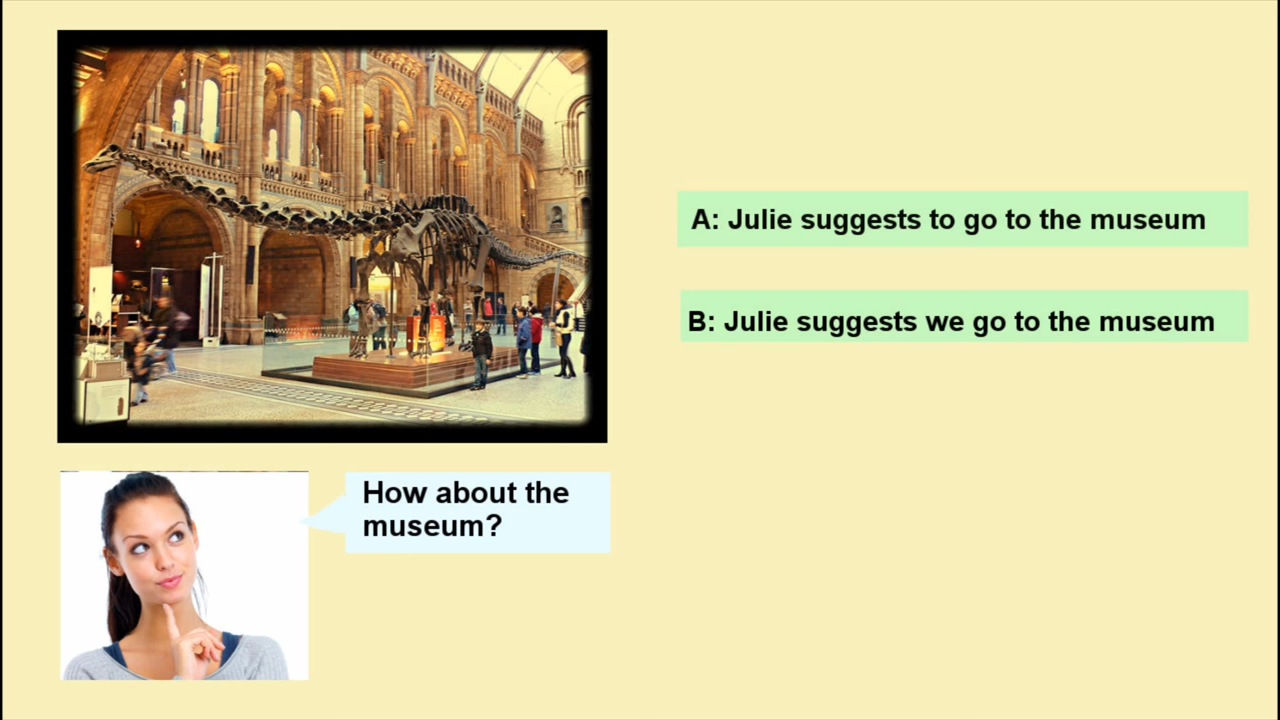 A: Julie suggests to go to the museum
B: Julie suggests we go to the museum
How about the
museum?